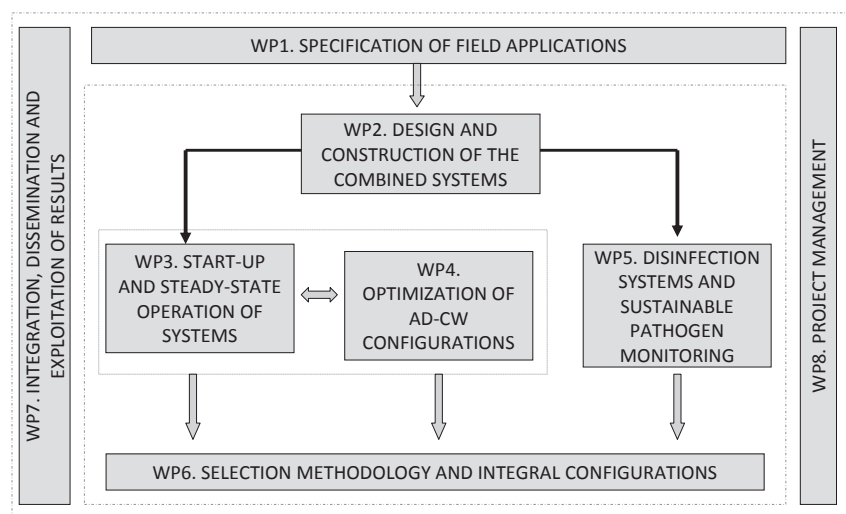 WP1. SPECIFICATION OF FIELD APPLICATIONS
WP7. INTEGRATION, DISSEMINATION AND
EXPLOITATION OF RESULTS
WP2. DESIGN AND
CONSTRUCTION OF THE
COMBINED SYSTEMS
WP3. START-UP
AND STEADY-STATE
OPERATION OF
SYSTEMS
WP4.
OPTIMIZATION OF
AD-CW
CONFIGURATIONS
WP5. DISINFECTION
SYSTEMS AND
SUSTAINABLE
PATHOGEN
MONITORING
WP8. PROJECT MANAGEMENT
WP6. SELECTION METHODOLOGY AND INTEGRAL CONFIGURATIONS